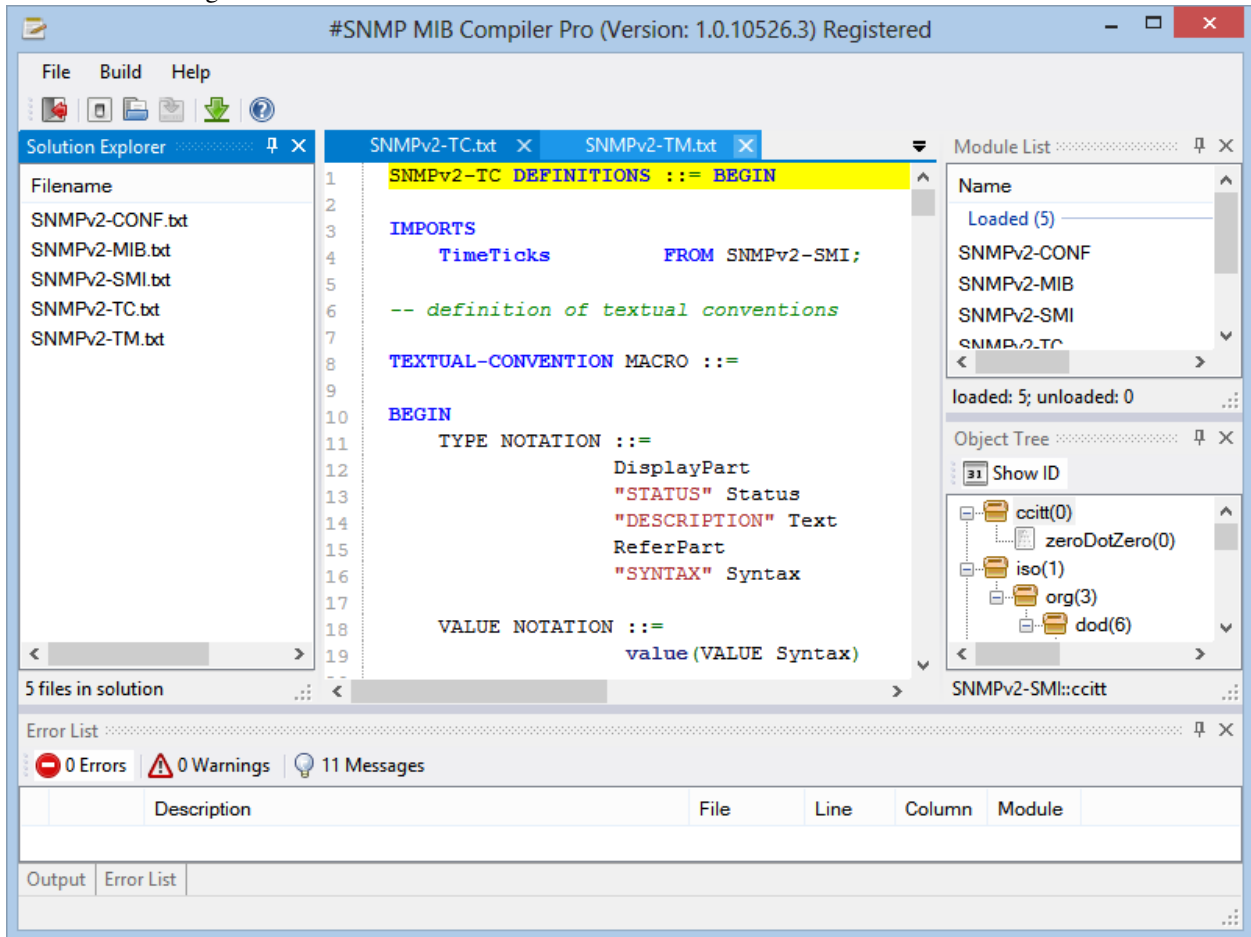 #SNMP MIB Compiler Pro (Version: 1.0.10526.3) Registered
File Build Help
Solution Explorer
Filename
SNMPv2-CONF.txt
SNMPv2-MIB.txt
SNMPv2-SMI.txt
SNMPv2-TC.txt
SNMPv2-TM.txt
5 files in solution
SNMPv2-TC.txt SNMPv2-TM.txt
1 SNMPv2-TC DEFINITIONS ::= BEGIN
2
3 IMPORTS
4 TimeTicks FROM SNMPv2-SMI;
5
6 -- definition of textual conventions
7
8 TEXTUAL-CONVENTION MACRO ::=
9
10 BEGIN
11 TYPE NOTATION ::=
12 DisplayPart
13 "STATUS" Status
14 "DESCRIPTION" Text
15 ReferPart
16 "SYNTAX" Syntax
17
18 VALUE NOTATION ::=
19 value(VALUE Syntax)
Module List
Name
Loaded (5)
SNMPv2-CONF
SNMPv2-MIB
SNMPv2-SMI
SNMPv2-TC
loaded: 5; unloaded: 0
Object Tree
31 Show ID
ccitt(0)
zeroDotZero(0)
iso(1)
org(3)
dod(6)
SNMPv2-SMI::ccitt
Error List
0 Errors 0 Warnings 11 Messages
Description File Line Column Module
Output Error List